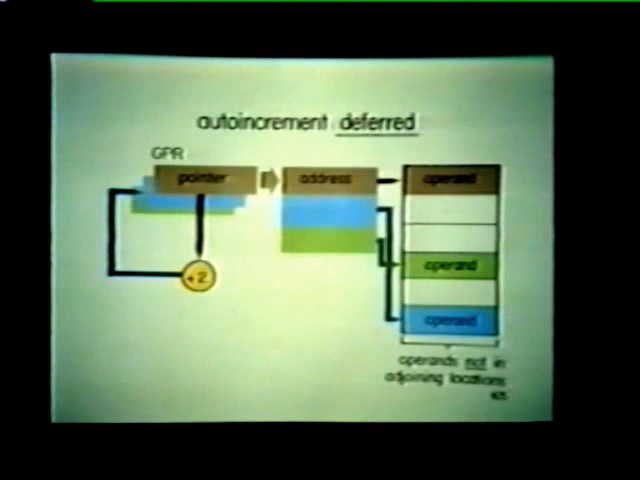 autoincrement deferred
GPR
pointer
address
operand
+2
operand
operand
operands not in
adjoining locations